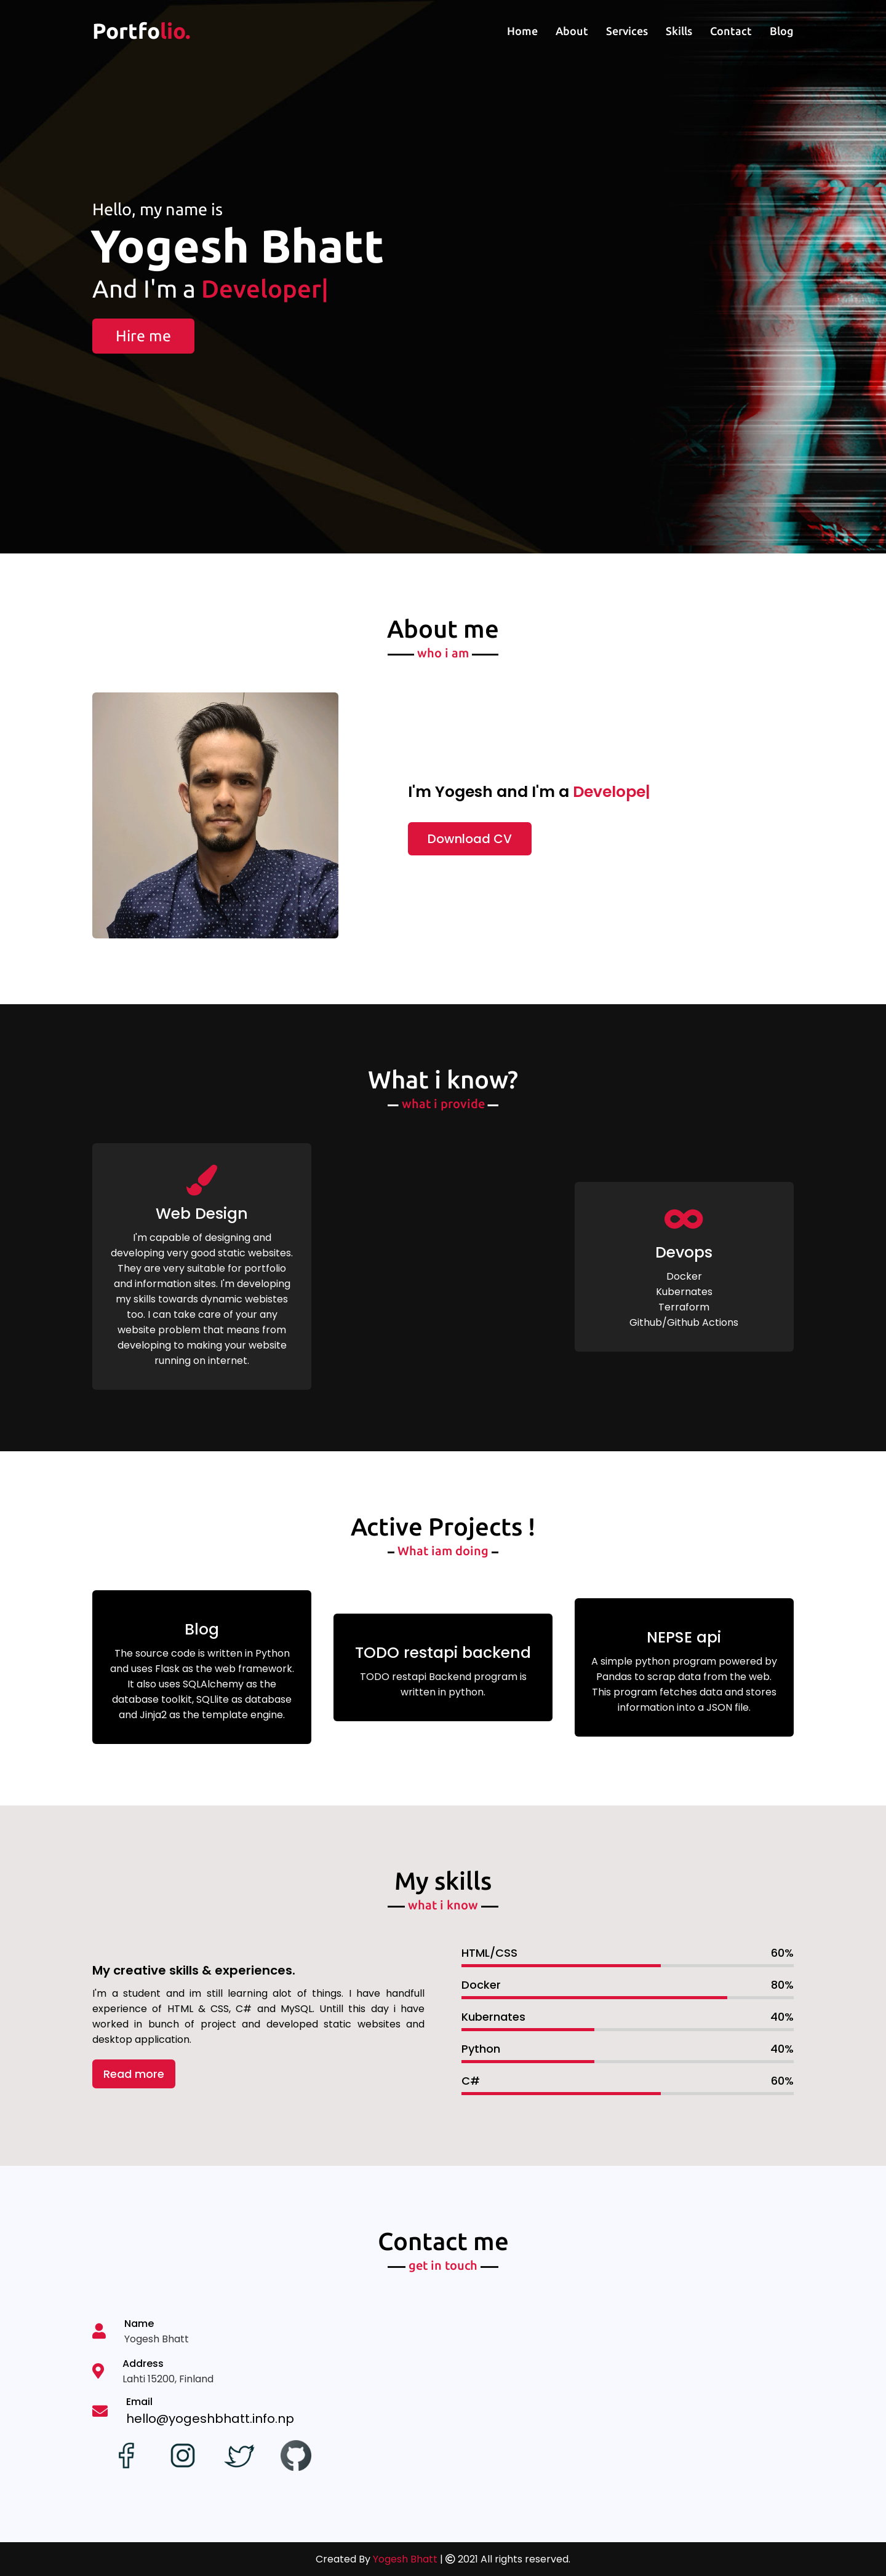 Portfolio.
Home About Services Skills Contact Blog
Hello, my name is
Yogesh Bhatt
And I'm a Developer|
Hire me
About me
who i am
I'm Yogesh and I'm a Develope|
Download CV
What i know?
what i provide
Web Design
I'm capable of designing and
developing very good static websites.
They are very suitable for portfolio
and information sites. I'm developing
my skills towards dynamic webistes
too. I can take care of your any
website problem that means from
developing to making your website
running on internet.
Devops
Docker
Kubernates
Terraform
Github/Github Actions
Active Projects !
What iam doing
Blog
The source code is written in Python
and uses Flask as the web framework.
It also uses SQLAlchemy as the
database toolkit, SQLlite as database
and Jinja2 as the template engine.
TODO restapi backend
TODO restapi Backend program is
written in python.
NEPSE api
A simple python program powered by
Pandas to scrap data from the web.
This program fetches data and stores
information into a JSON file.
My skills
what i know
My creative skills & experiences.
I'm a student and im still learning alot of things. I have handfull
experience of HTML & CSS, C# and MySQL. Untill this day i have
worked in bunch of project and developed static websites and
desktop application.
Read more
HTML/CSS 60%
Docker 80%
Kubernates 40%
Python 40%
C# 60%
Contact me
get in touch
Name
Yogesh Bhatt
Address
Lahti 15200, Finland
Email
hello@yogeshbhatt.info.np
Created By Yogesh Bhatt | © 2021 All rights reserved.